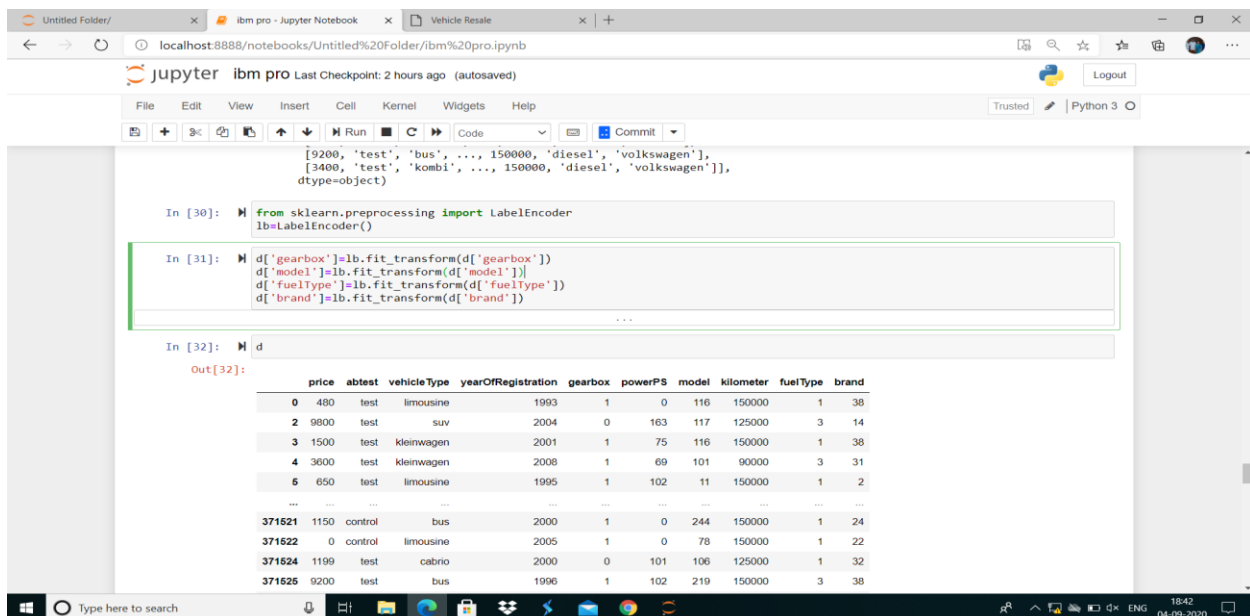 Untitled Folder/
ibm pro - Jupyter Notebook
Vehicle Resale
localhost:8888/notebooks/Untitled%20Folder/ibm%20pro.ipynb
jupyter ibm pro Last Checkpoint: 2 hours ago (autosaved)
Logout
File Edit View Insert Cell Kernel Widgets Help
Trusted Python 3
Run Code Commit
[9200, 'test', 'bus', ..., 150000, 'diesel', 'volkswagen'],
[3400, 'test', 'kombi', ..., 150000, 'diesel', 'volkswagen']],
dtype=object)
In [30]: from sklearn.preprocessing import LabelEncoder
lb=LabelEncoder()
In [31]: d['gearbox']=lb.fit_transform(d['gearbox'])
d['model']=lb.fit_transform(d['model'])
d['fuelType']=lb.fit_transform(d['fuelType'])
d['brand']=lb.fit_transform(d['brand'])
...
In [32]: d
Out[32]:
price abtest vehicleType yearOfRegistration gearbox powerPS model kilometer fuelType brand
0 480 test limousine 1993 1 0 116 150000 1 38
2 9800 test suv 2004 0 163 117 125000 3 14
3 1500 test kleinwagen 2001 1 75 116 150000 1 38
4 3600 test kleinwagen 2008 1 69 101 90000 3 31
5 650 test limousine 1995 1 102 11 150000 1 2
... ... ... ... ... ... ... ... ... ... ...
371521 1150 control bus 2000 1 0 244 150000 1 24
371522 0 control limousine 2005 1 0 78 150000 1 22
371524 1199 test cabrio 2000 0 101 106 125000 1 32
371525 9200 test bus 1996 1 102 219 150000 3 38
Type here to search
ENG
18:42
04-09-2020